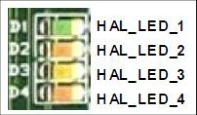 D1 HAL_LED_1
D2 HAL_LED_2
D3 HAL_LED_3
D4 HAL_LED_4